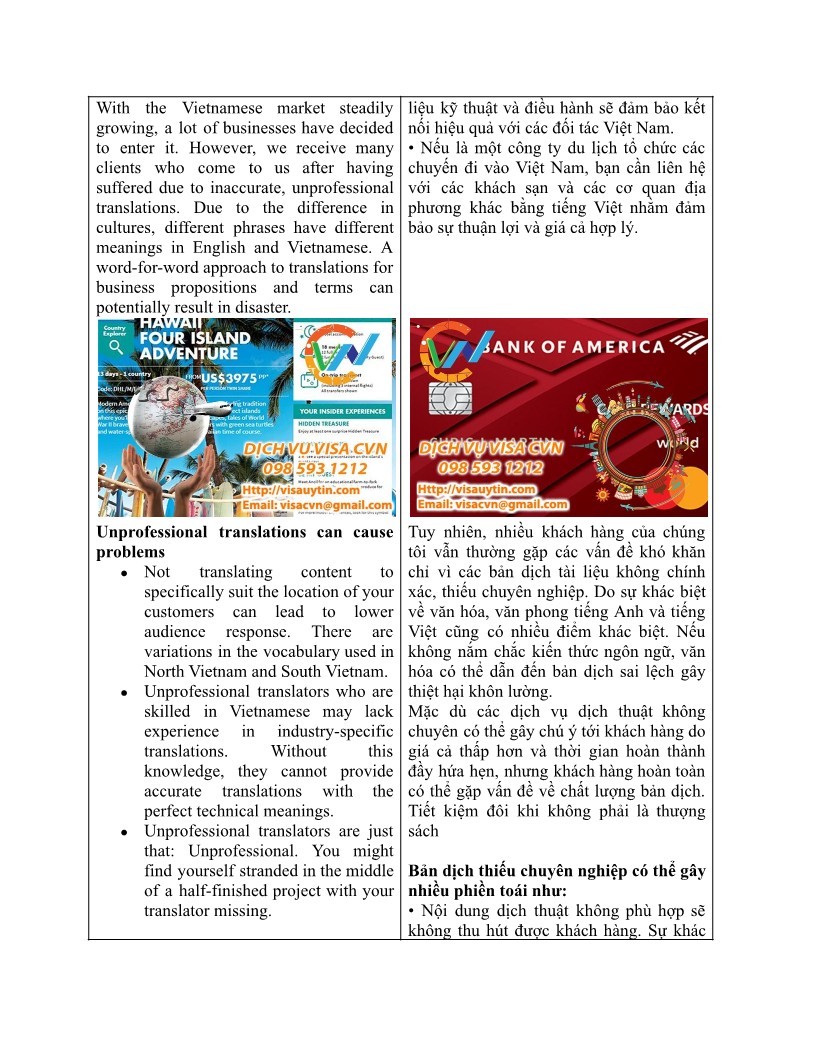 With the Vietnamese market steadily
growing, a lot of businesses have decided
to enter it. However, we receive many
clients who come to us after having
suffered due to inaccurate, unprofessional
translations. Due to the difference in
cultures, different phrases have different
meanings in English and Vietnamese. A
word-for-word approach to translations for
business propositions and terms can
potentially result in disaster.
Country
Explorer
HAWAII
FOUR ISLAND
ADVENTURE
13 days - 1 country
FROM US$3975 PP*
PER PERSON TWIN SHARE
YOUR INSIDER EXPERIENCES
HIDDEN TREASURE
Enjoy at least one surprise Hidden Treasure
DỊCH VỤ VISA CVN
098 593 1212
Http://visauytin.com
Email: visacvn@gmail.com
Unprofessional translations can cause
problems
• Not translating content to
specifically suit the location of your
customers can lead to lower
audience response. There are
variations in the vocabulary used in
North Vietnam and South Vietnam.
• Unprofessional translators who are
skilled in Vietnamese may lack
experience in industry-specific
translations. Without this
knowledge, they cannot provide
accurate translations with the
perfect technical meanings.
• Unprofessional translators are just
that: Unprofessional. You might
find yourself stranded in the middle
of a half-finished project with your
translator missing.
liệu kỹ thuật và điều hành sẽ đảm bảo kết
nối hiệu quả với các đối tác Việt Nam.
• Nếu là một công ty du lịch tổ chức các
chuyến đi vào Việt Nam, bạn cần liên hệ
với các khách sạn và các cơ quan địa
phương khác bằng tiếng Việt nhằm đảm
bảo sự thuận lợi và giá cả hợp lý.
BANK OF AMERICA
world
DỊCH VỤ VISA CVN
098 593 1212
Http://visauytin.com
Email: visacvn@gmail.com
Tuy nhiên, nhiều khách hàng của chúng
tôi vẫn thường gặp các vấn đề khó khăn
chỉ vì các bản dịch tài liệu không chính
xác, thiếu chuyên nghiệp. Do sự khác biệt
về văn hóa, văn phong tiếng Anh và tiếng
Việt cũng có nhiều điểm khác biệt. Nếu
không nắm chắc kiến thức ngôn ngữ, văn
hóa có thể dẫn đến bản dịch sai lệch gây
thiệt hại khôn lường.
Mặc dù các dịch vụ dịch thuật không
chuyên có thể gây chú ý tới khách hàng do
giá cả thấp hơn và thời gian hoàn thành
đầy hứa hẹn, nhưng khách hàng hoàn toàn
có thể gặp vấn đề về chất lượng bản dịch.
Tiết kiệm đôi khi không phải là thượng
sách
Bản dịch thiếu chuyên nghiệp có thể gây
nhiều phiền toái như:
• Nội dung dịch thuật không phù hợp sẽ
không thu hút được khách hàng. Sự khác